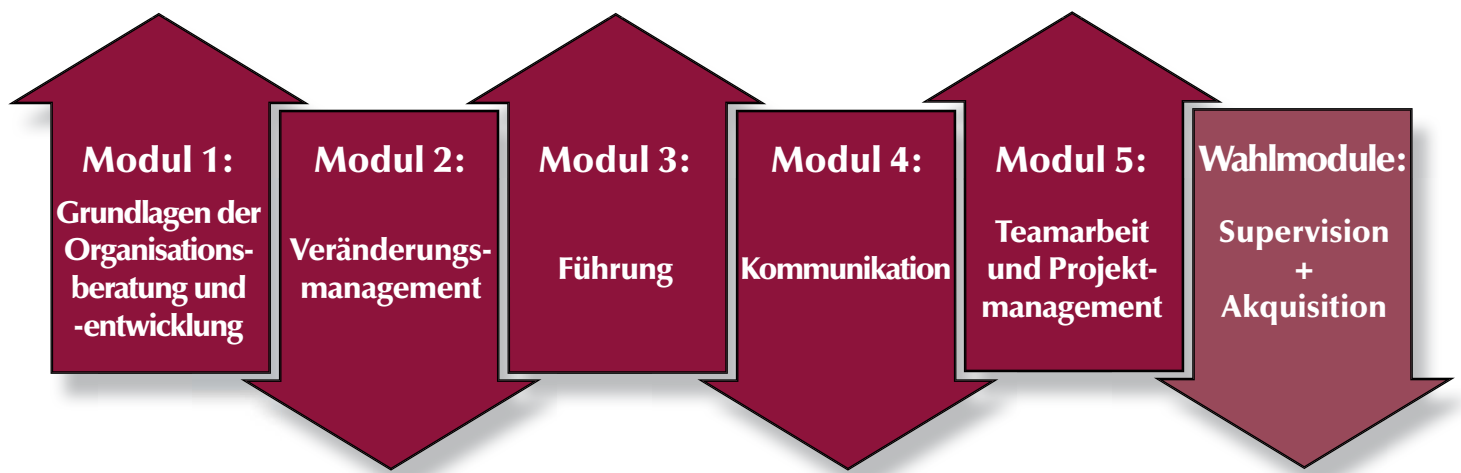 Modul 1:
Grundlagen der
Organisations-
beratung und
-entwicklung
Modul 2:
Veränderungs-
management
Modul 3:
Führung
Modul 4:
Kommunikation
Modul 5:
Teamarbeit
und Projekt-
management
Wahlmodule:
Supervision
+
Akquisition